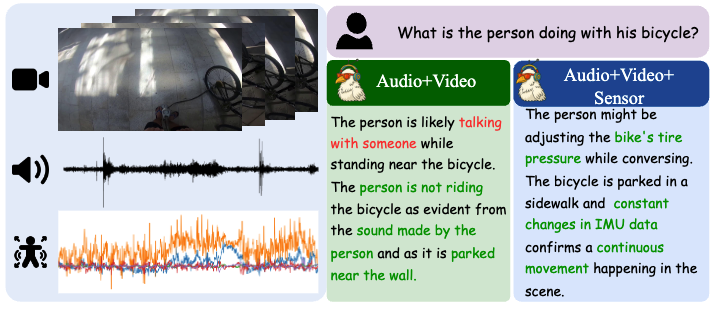 What is the person doing with his bicycle?
Audio+Video
The person is likely talking
with someone while
standing near the bicycle.
The person is not riding
the bicycle as evident from
the sound made by the
person and as it is parked
near the wall.
Audio+Video+
Sensor
The person might be
adjusting the bike's tire
pressure while conversing.
The bicycle is parked in a
sidewalk and constant
changes in IMU data
confirms a continuous
movement happening in the
scene.